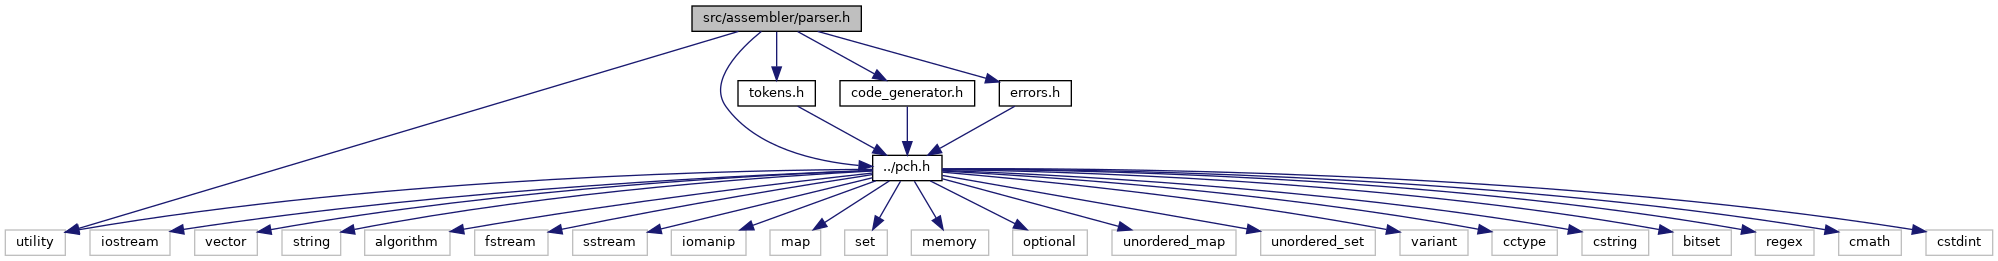 src/assembler/parser.h
tokens.h
code_generator.h
errors.h
../pch.h
utility
iostream
vector
string
algorithm
fstream
sstream
iomanip
map
set
memory
optional
unordered_map
unordered_set
variant
cctype
cstring
bitset
regex
cmath
cstdint